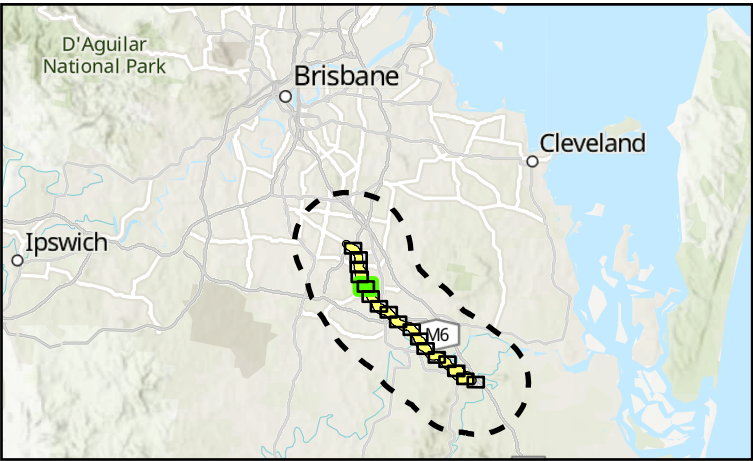 D'Aguilar
National Park
Brisbane
Cleveland
Ipswich
M6